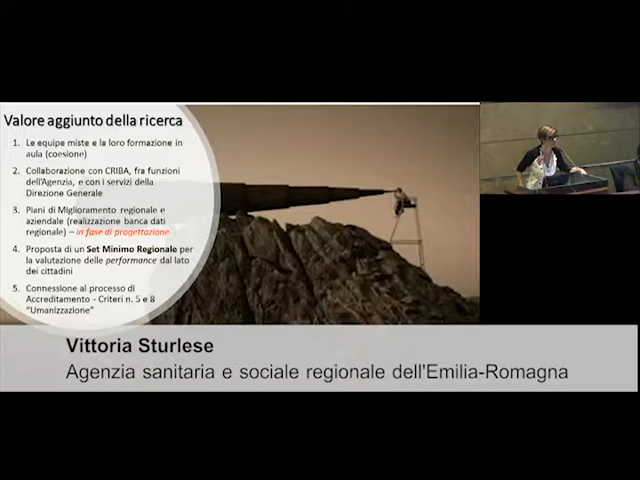 Valore aggiunto della ricerca
1. Le equipe miste e la loro formazione in
aula (coesione)
2. Collaborazione con CRIBA, fra funzioni
dell'Agenzia, e con i servizi della
Direzione Generale
3. Piani di Miglioramento regionale e
aziendale (realizzazione banca dati
regionale) – in fase di progettazione
4. Proposta di un Set Minimo Regionale per
la valutazione delle performance dal lato
dei cittadini
5. Connessione al processo di
Accreditamento - Criteri n. 5 e 8
"Umanizzazione"
Vittoria Sturlese
Agenzia sanitaria e sociale regionale dell'Emilia-Romagna